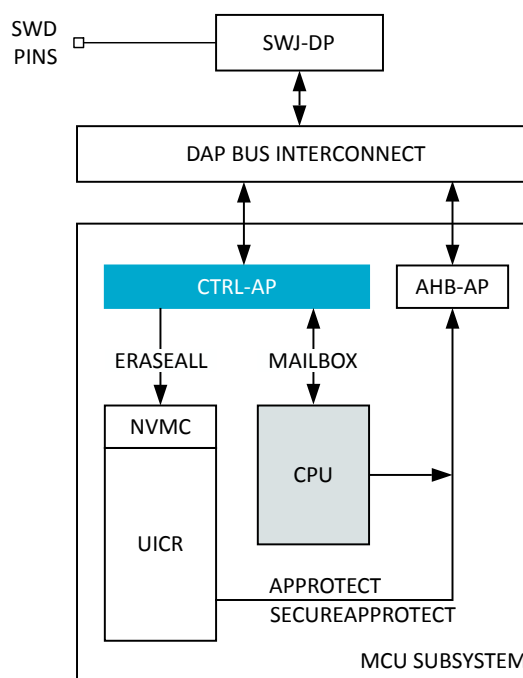 SWD
PINS
SWJ-DP
DAP BUS INTERCONNECT
CTRL-AP
AHB-AP
ERASEALL
MAILBOX
NVMC
CPU
UICR
APPROTECT
SECUREAPPROTECT
MCU SUBSYSTEM